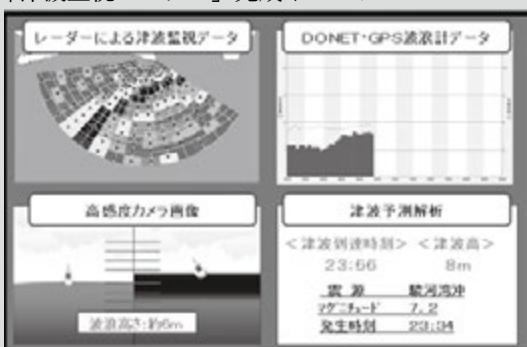 レーダーによる津波監視データ
DONET・GPS波浪計データ
高感度カメラ画像
波浪高さ:約6m
津波予測解析
<津波到達時刻> <津波高>
23:56 8m
震源 駿河湾沖
マグニチュード 7.2
発生時刻 23:34